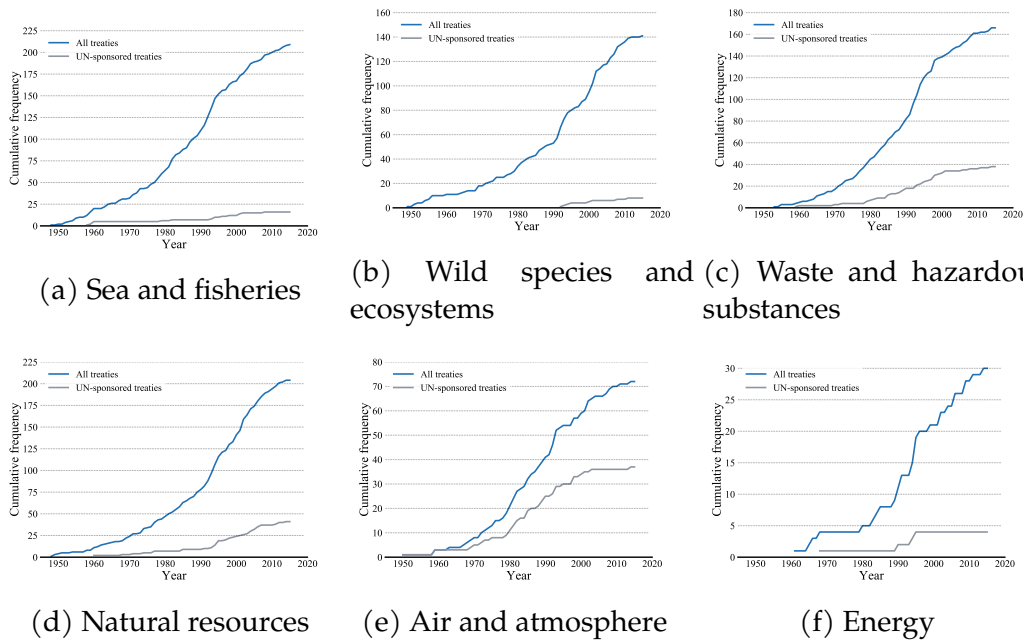 225
200
175
150
125
100
75
50
25
0
All treaties
UN-sponsored treaties
Cumulative frequency
1950 1960 1970 1980 1990 2000 2010 2020
Year
(a) Sea and fisheries
160
140
120
100
80
60
40
20
0
All treaties
UN-sponsored treaties
Cumulative frequency
1950 1960 1970 1980 1990 2000 2010 2020
Year
(b) Wild species and
ecosystems
180
160
140
120
100
80
60
40
20
0
All treaties
UN-sponsored treaties
Cumulative frequency
1950 1960 1970 1980 1990 2000 2010 2020
Year
(c) Waste and hazardou
substances
225
200
175
150
125
100
75
50
25
0
All treaties
UN-sponsored treaties
Cumulative frequency
1950 1960 1970 1980 1990 2000 2010 2020
Year
(d) Natural resources
80
70
60
50
40
30
20
10
0
All treaties
UN-sponsored treaties
Cumulative frequency
1950 1960 1970 1980 1990 2000 2010 2020
Year
(e) Air and atmosphere
30
25
20
15
10
5
0
All treaties
UN-sponsored treaties
Cumulative frequency
1950 1960 1970 1980 1990 2000 2010 2020
Year
(f) Energy